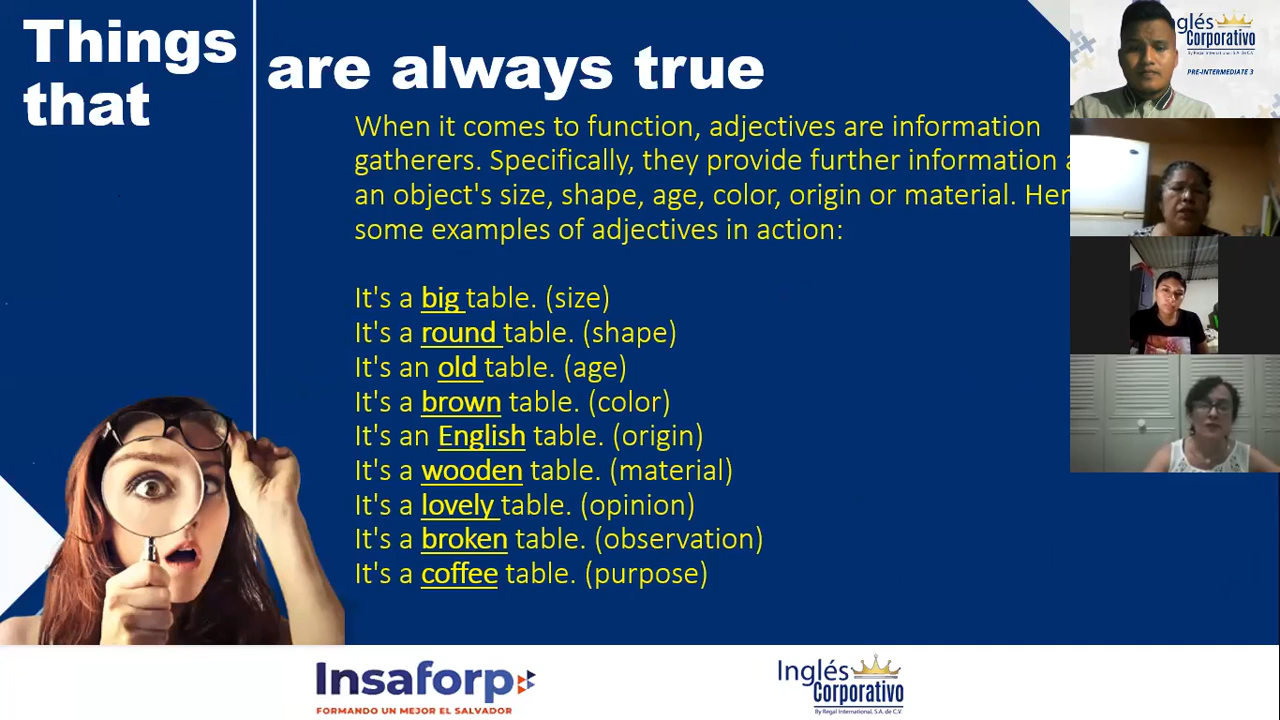 Things
that
are always true
When it comes to function, adjectives are information
gatherers. Specifically, they provide further information
an object's size, shape, age, color, origin or material.
some examples of adjectives in action:
It's a big table. (size)
It's a round table. (shape)
It's an old table. (age)
It's a brown table. (color)
It's an English table. (origin)
It's a wooden table. (material)
It's a lovely table. (opinion)
It's a broken table. (observation)
It's a coffee table. (purpose)
Corporativo
By Regal International, S.A. de C.V.
PRE-INTERMEDIATE 3
Insaforp
FORMANDO UN MEJOR EL SALVADOR
Inglés
Corporativo
By Regal International, S.A. de C.V.